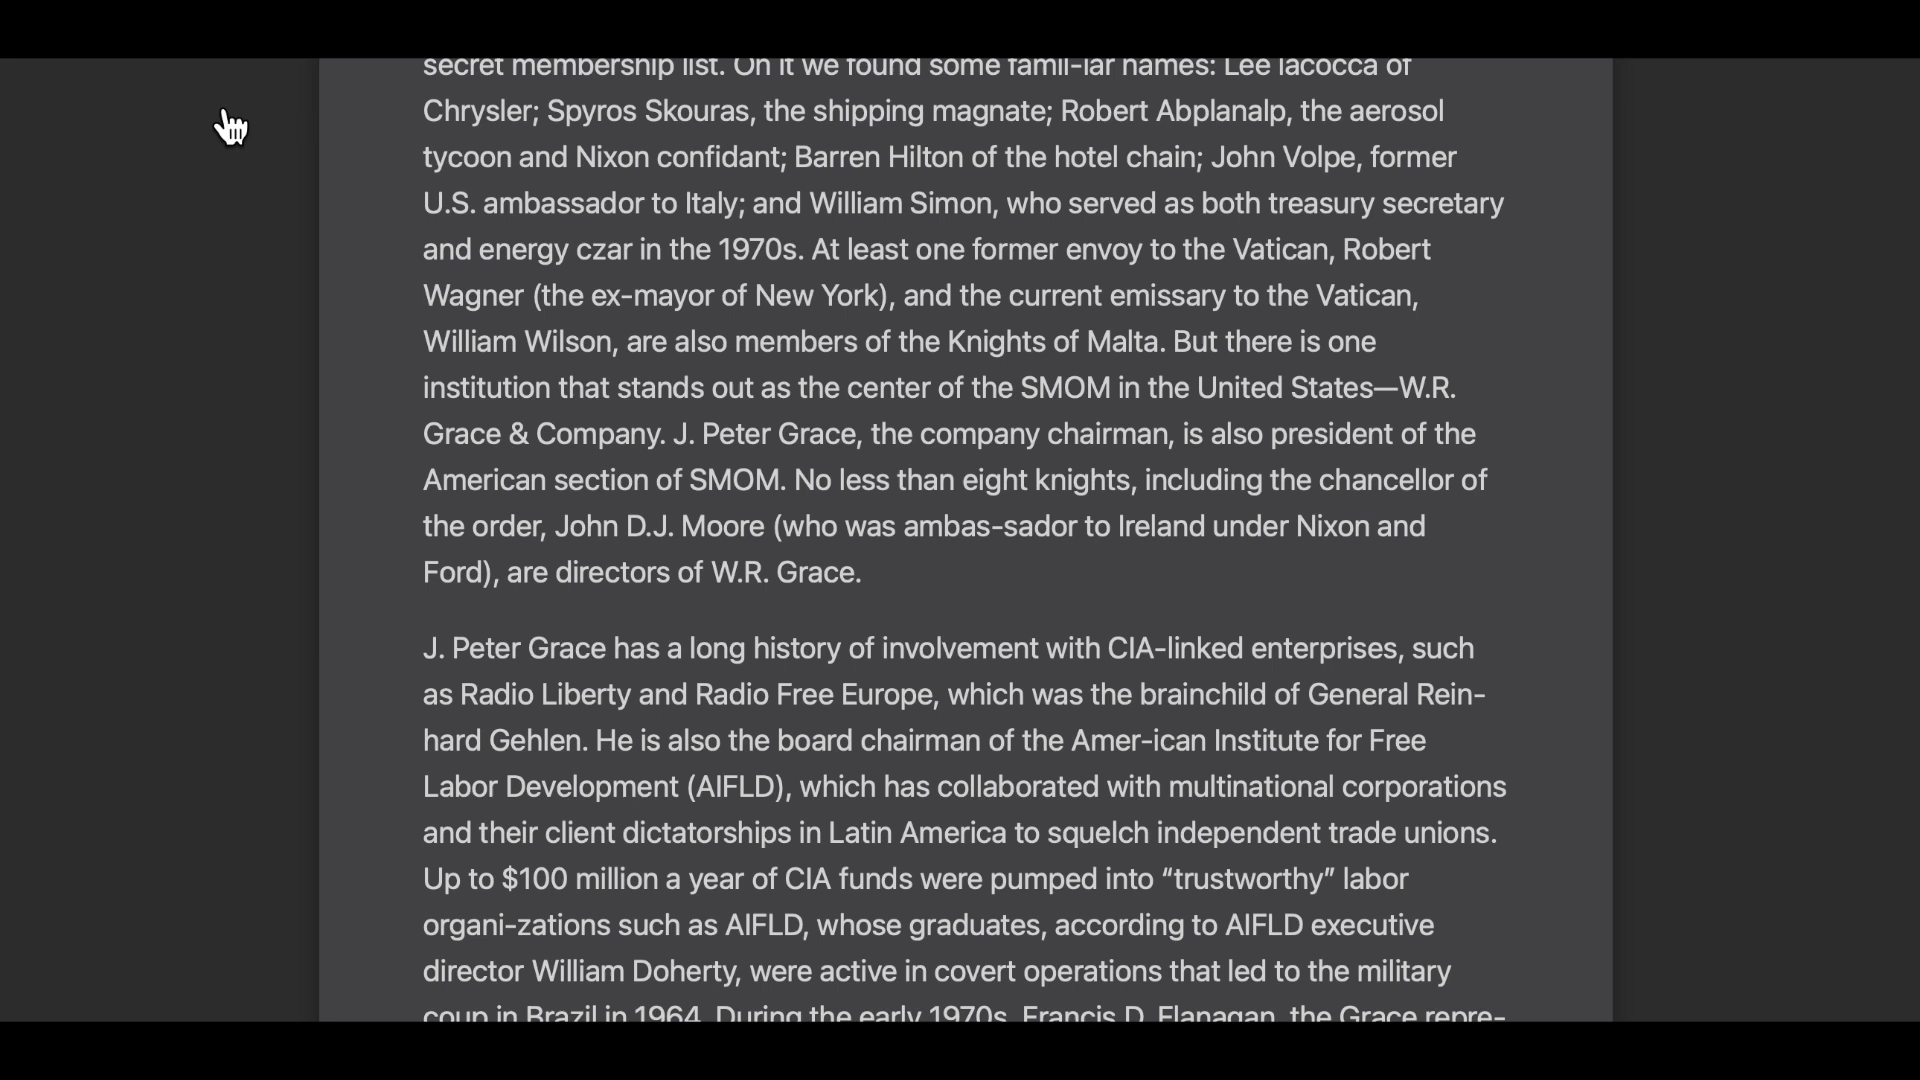 secret membership list. On it we found some famil-iar names: Lee Iacocca of
Chrysler; Spyros Skouras, the shipping magnate; Robert Abplanalp, the aerosol
tycoon and Nixon confidant; Barren Hilton of the hotel chain; John Volpe, former
U.S. ambassador to Italy; and William Simon, who served as both treasury secretary
and energy czar in the 1970s. At least one former envoy to the Vatican, Robert
Wagner (the ex-mayor of New York), and the current emissary to the Vatican,
William Wilson, are also members of the Knights of Malta. But there is one
institution that stands out as the center of the SMOM in the United States—W.R.
Grace & Company. J. Peter Grace, the company chairman, is also president of the
American section of SMOM. No less than eight knights, including the chancellor of
the order, John D.J. Moore (who was ambas-sador to Ireland under Nixon and
Ford), are directors of W.R. Grace.
J. Peter Grace has a long history of involvement with CIA-linked enterprises, such
as Radio Liberty and Radio Free Europe, which was the brainchild of General Rein-
hard Gehlen. He is also the board chairman of the Amer-ican Institute for Free
Labor Development (AIFLD), which has collaborated with multinational corporations
and their client dictatorships in Latin America to squelch independent trade unions.
Up to $100 million a year of CIA funds were pumped into “trustworthy” labor
organi-zations such as AIFLD, whose graduates, according to AIFLD executive
director William Doherty, were active in covert operations that led to the military
coup in Brazil in 1964. During the early 1970s, Francis D. Flanagan, the Grace repre-